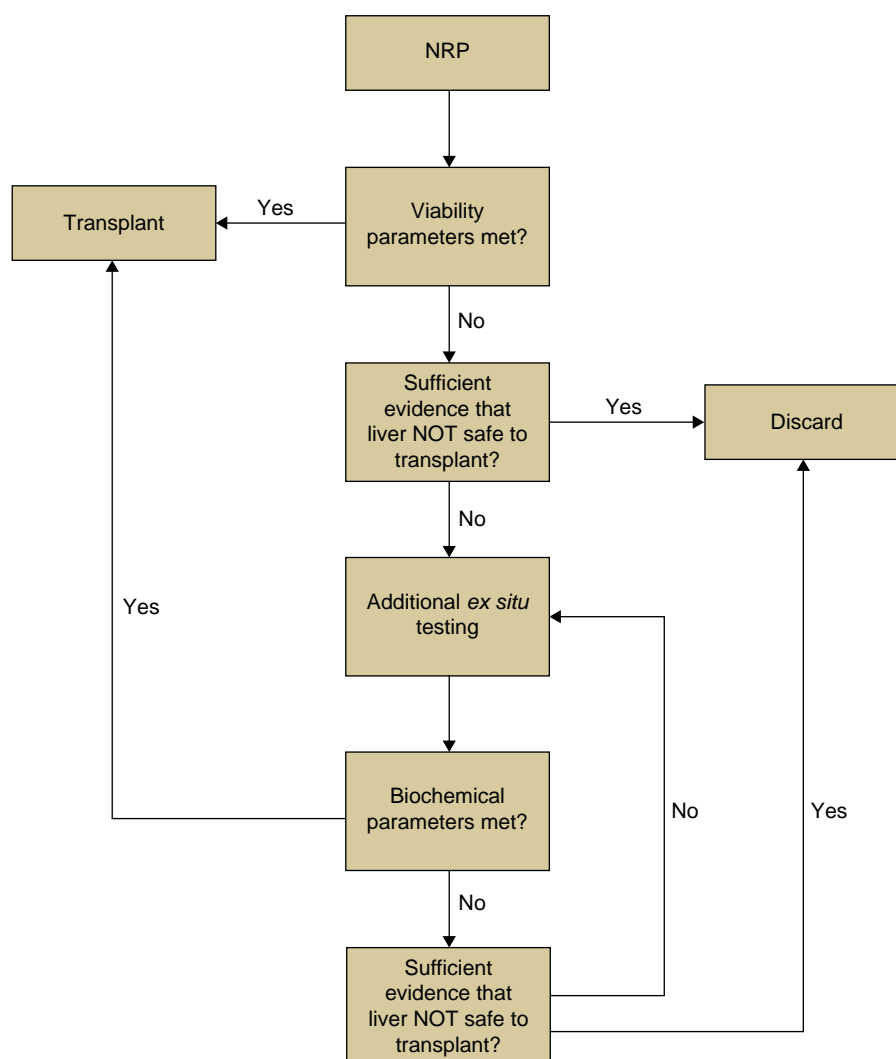 NRP
Transplant
Yes
Viability
parameters met?
No
Sufficient
evidence that
liver NOT safe to
transplant?
Yes
Discard
No
Additional ex situ
testing
Yes
Biochemical
parameters met?
No
Yes
No
Sufficient
evidence that
liver NOT safe to
transplant?